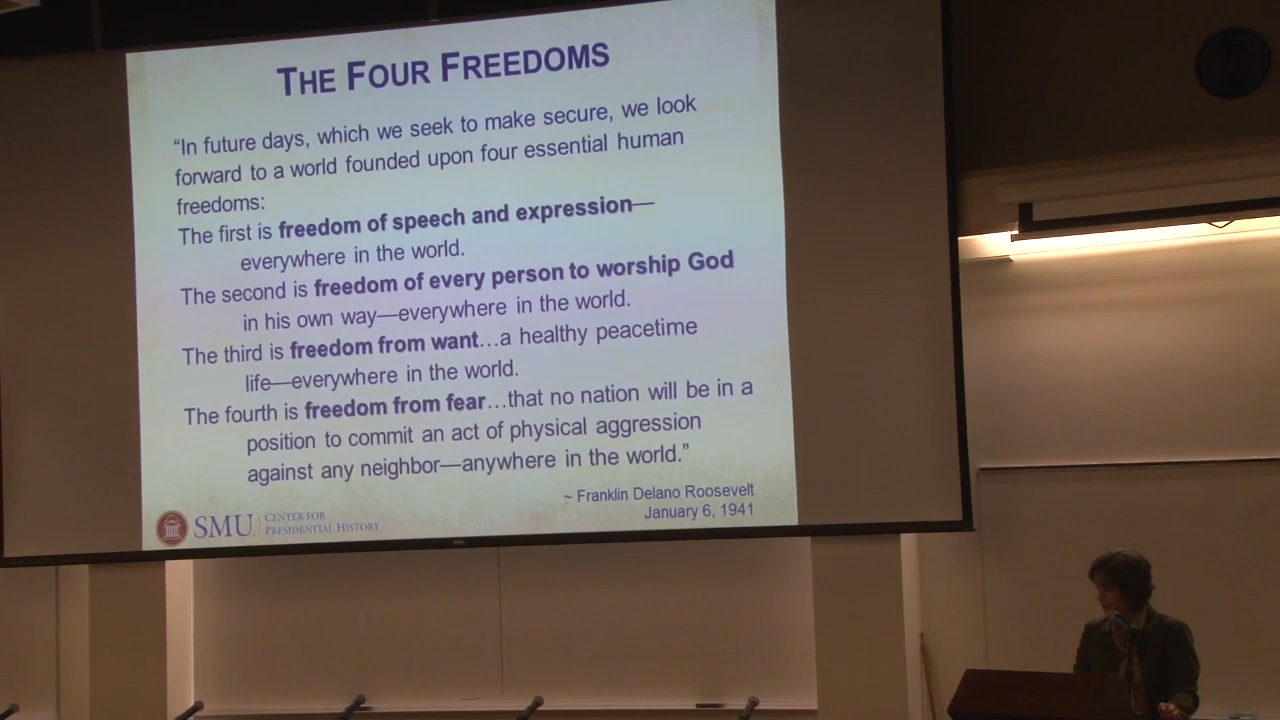 THE FOUR FREEDOMS
“In future days, which we seek to make secure, we look
forward to a world founded upon four essential human
freedoms:
The first is freedom of speech and expression—
everywhere in the world.
The second is freedom of every person to worship God
in his own way—everywhere in the world.
The third is freedom from want…a healthy peacetime
life—everywhere in the world.
The fourth is freedom from fear…that no nation will be in a
position to commit an act of physical aggression
against any neighbor—anywhere in the world.”
~ Franklin Delano Roosevelt
January 6, 1941
SMU
CENTER FOR
PRESIDENTIAL HISTORY